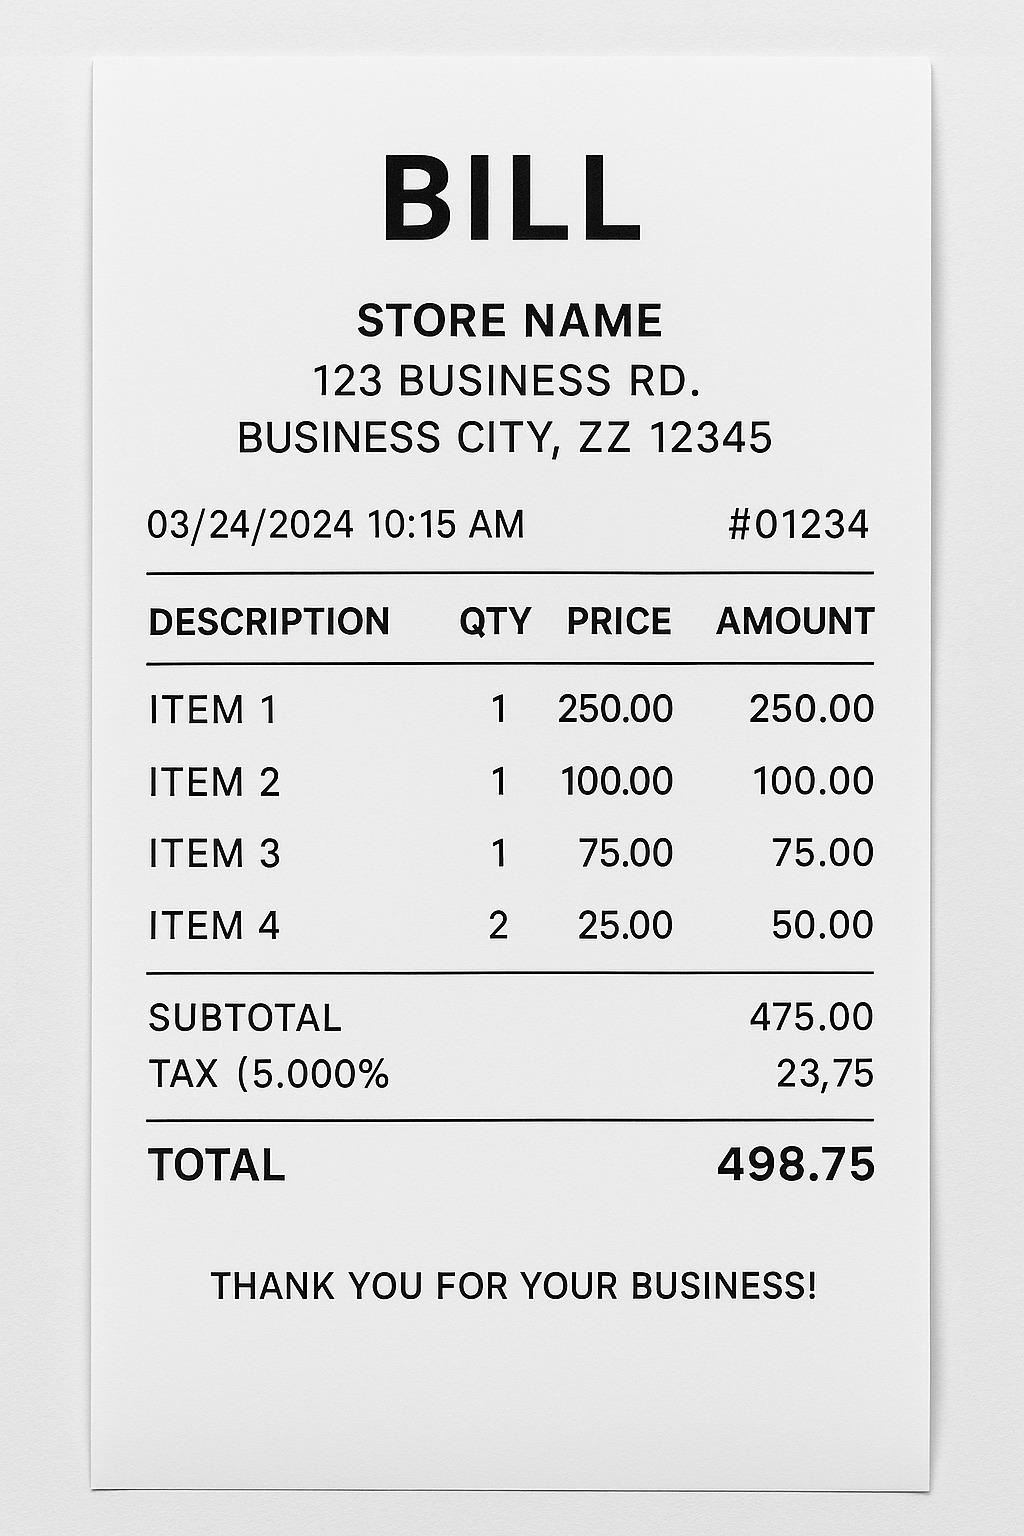 BILL
STORE NAME
123 BUSINESS RD.
BUSINESS CITY, ZZ 12345
03/24/2024 10:15 AM #01234
DESCRIPTION QTY PRICE AMOUNT
ITEM 1 1 250.00 250.00
ITEM 2 1 100.00 100.00
ITEM 3 1 75.00 75.00
ITEM 4 2 25.00 50.00
SUBTOTAL 475.00
TAX (5.000% 23,75
TOTAL 498.75
THANK YOU FOR YOUR BUSINESS!